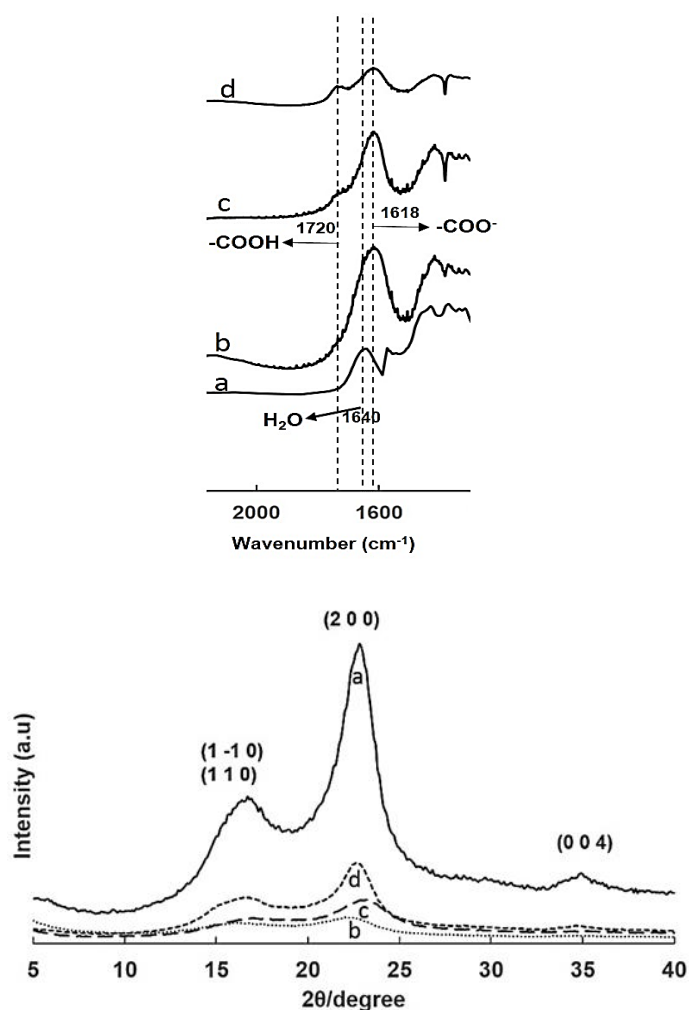 d
c
1720
1618
-COOH
-COO⁻
b
a
H₂O
1640
2000
1600
Wavenumber (cm⁻¹)
(2 0 0)
a
(1 -1 0)
(1 1 0)
(0 0 4)
d
c
b
Intensity (a.u)
5
10
15
20
25
30
35
40
2θ/degree